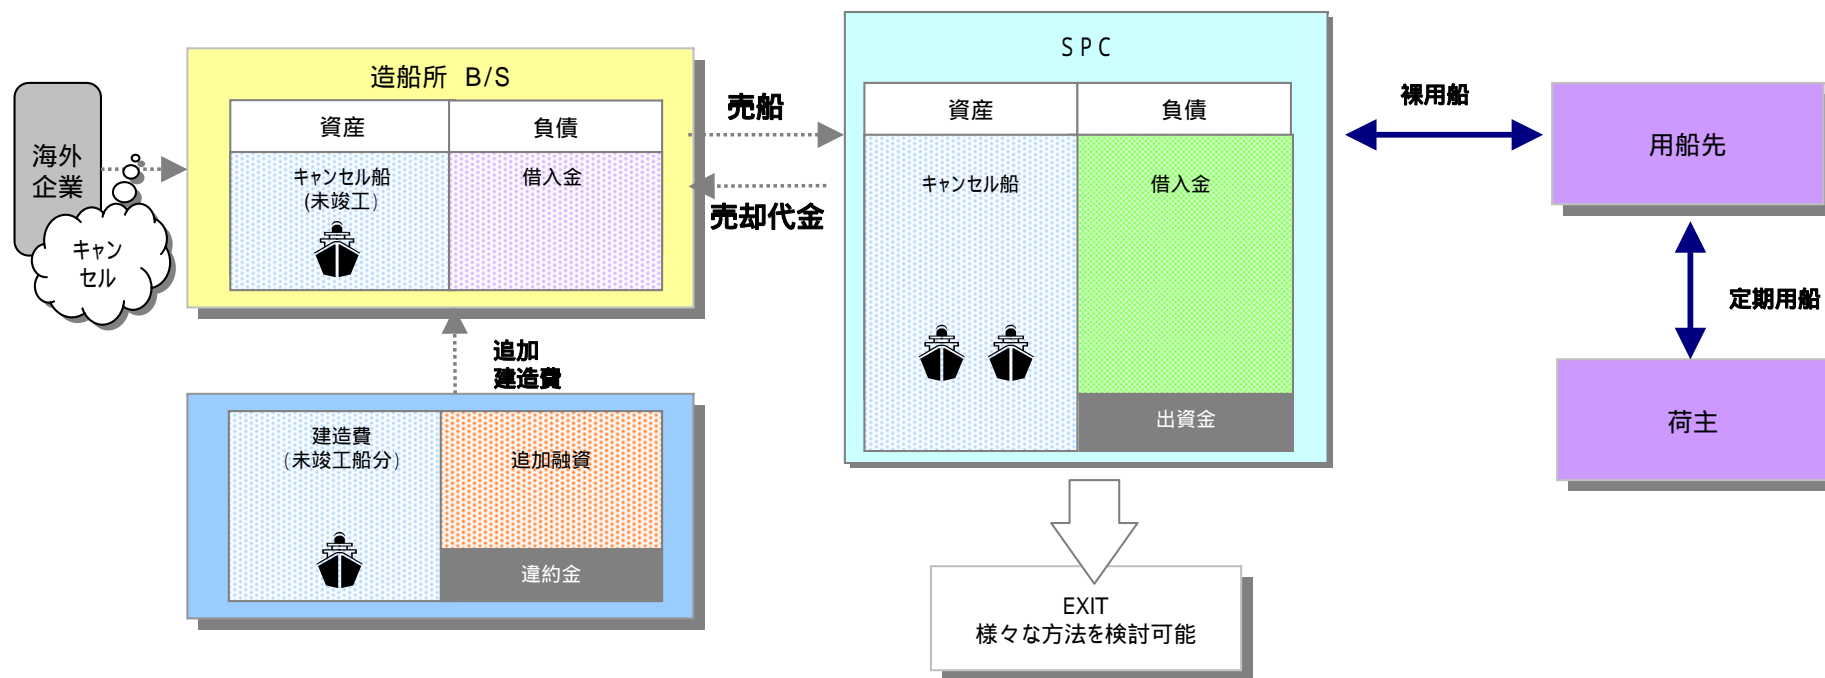 海外
企業
キャン
セル
造船所 B/S
資産
負債
キャンセル船
(未竣工)
借入金
追加
建造費
建造費
(未竣工船分)
追加融資
違約金
売船
売却代金
SPC
資産
負債
キャンセル船
借入金
出資金
EXIT
様々な方法を検討可能
裸用船
用船先
定期用船
荷主